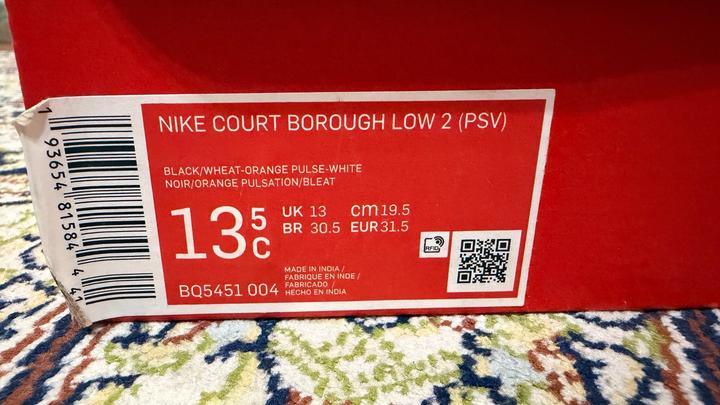 NIKE COURT BOROUGH LOW 2 (PSV)
BLACK/WHEAT-ORANGE PULSE-WHITE
NOIR/ORANGE PULSATION/BLEAT
13 5 C
UK 13 cm 19.5
BR 30.5 EUR 31.5
RFID
MADE IN INDIA /
FABRIQUE EN INDE /
FABRICADO /
HECHO EN INDIA
BQ5451 004
1 93654 81584 4 41